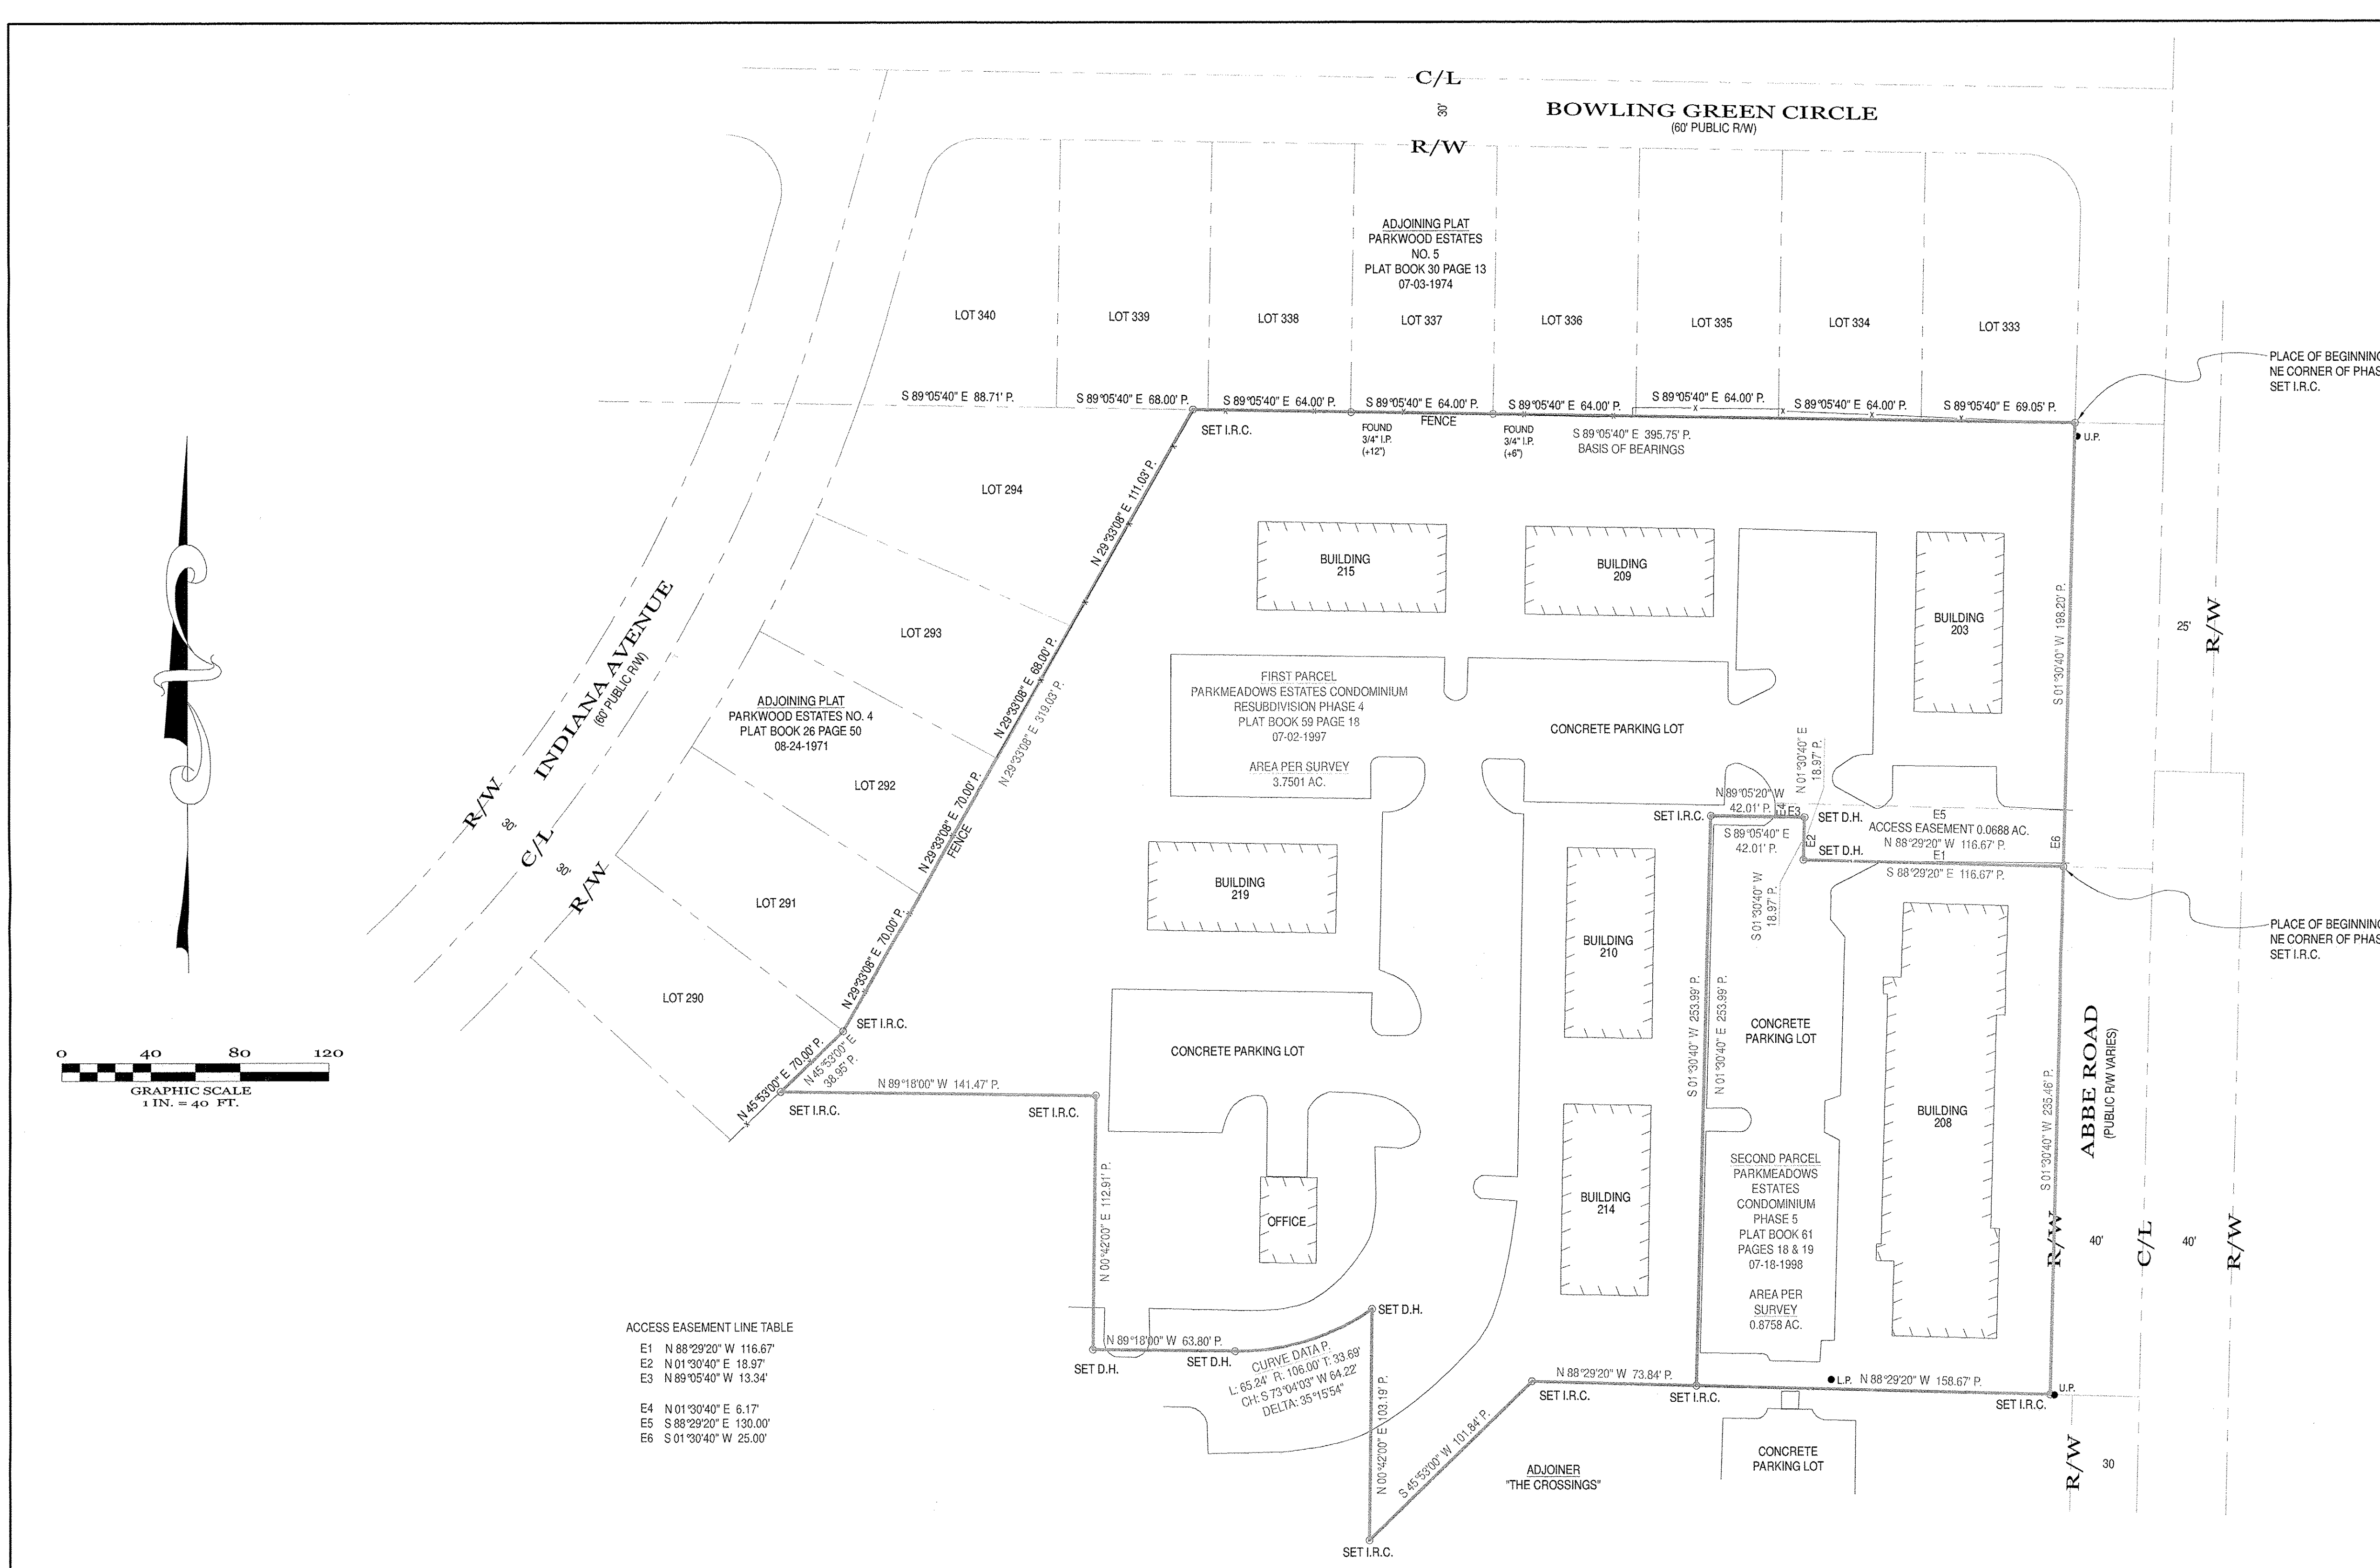 C/L
30'
BOWLING GREEN CIRCLE
(60' PUBLIC R/W)
R/W
ADJOINING PLAT
PARKWOOD ESTATES
NO. 5
PLAT BOOK 30 PAGE 13
07-03-1974
LOT 340
LOT 339
LOT 338
LOT 337
LOT 336
LOT 335
LOT 334
LOT 333
PLACE OF BEGINNING
NE CORNER OF PHAS
SET I.R.C.
S 89°05'40" E 88.71' P.
S 89°05'40" E 68.00' P.
S 89°05'40" E 64.00' P.
S 89°05'40" E 64.00' P.
S 89°05'40" E 64.00' P.
S 89°05'40" E 64.00' P.
S 89°05'40" E 64.00' P.
S 89°05'40" E 69.05' P.
SET I.R.C.
FOUND
3/4" I.P.
(+12")
FENCE
FOUND
3/4" I.P.
(+6")
S 89°05'40" E 395.75' P.
BASIS OF BEARINGS
U.P.
LOT 294
N 29°33'08" E 111.03' P.
BUILDING
215
BUILDING
209
BUILDING
203
S 01°30'40" W 198.20' P.
25'
R/W
LOT 293
N 29°33'08" E 68.00' P.
N 29°33'08" E 319.03' P.
INDIANA AVENUE
(60' PUBLIC R/W)
ADJOINING PLAT
PARKWOOD ESTATES NO. 4
PLAT BOOK 26 PAGE 50
08-24-1971
FIRST PARCEL
PARKMEADOWS ESTATES CONDOMINIUM
RESUBDIVISION PHASE 4
PLAT BOOK 59 PAGE 18
07-02-1997
AREA PER SURVEY
3.7501 AC.
CONCRETE PARKING LOT
N 01°30'40" E
18.97' P.
LOT 292
N 29°33'08" E 70.00' P.
FENCE
R/W
30'
C/L
30'
R/W
N 89°05'20" W
42.01' P.
E4
E3
SET I.R.C.
SET D.H.
S 89°05'40" E
42.01' P.
E2
SET D.H.
E5
ACCESS EASEMENT 0.0688 AC.
N 88°29'20" W 116.67' P.
E1
E6
S 88°29'20" E 116.67' P.
S 01°30'40" W
18.97' P.
BUILDING
219
LOT 291
N 29°33'08" E 70.00' P.
BUILDING
210
PLACE OF BEGINNING
NE CORNER OF PHAS
SET I.R.C.
LOT 290
SET I.R.C.
N 45°53'00" E 70.00' P.
N 45°53'00" E
38.95' P.
N 89°18'00" W 141.47' P.
SET I.R.C.
SET I.R.C.
CONCRETE PARKING LOT
S 01°30'40" W 253.99' P.
N 01°30'40" E 253.99' P.
CONCRETE
PARKING LOT
BUILDING
208
S 01°30'40" W 235.46' P.
ABBE ROAD
(PUBLIC R/W VARIES)
0 40 80 120
GRAPHIC SCALE
1 IN. = 40 FT.
N 00°42'00" E 112.91' P.
OFFICE
BUILDING
214
SECOND PARCEL
PARKMEADOWS
ESTATES
CONDOMINIUM
PHASE 5
PLAT BOOK 61
PAGES 18 & 19
07-18-1998
AREA PER
SURVEY
0.8758 AC.
R/W
40'
C/L
40'
R/W
ACCESS EASEMENT LINE TABLE
E1 N 88°29'20" W 116.67'
E2 N 01°30'40" E 18.97'
E3 N 89°05'40" W 13.34'
E4 N 01°30'40" E 6.17'
E5 S 88°29'20" E 130.00'
E6 S 01°30'40" W 25.00'
SET D.H.
N 89°18'00" W 63.80' P.
SET D.H.
SET D.H.
CURVE DATA P.
L: 65.24' R: 106.00' T: 33.69'
CH: S 73°04'03" W 64.22'
DELTA: 35°15'54"
N 00°42'00" E 103.19' P.
S 45°53'00" W 101.84' P.
N 88°29'20" W 73.84' P.
SET I.R.C.
SET I.R.C.
L.P.
N 88°29'20" W 158.67' P.
U.P.
SET I.R.C.
CONCRETE
PARKING LOT
ADJOINER
"THE CROSSINGS"
R/W
30
SET I.R.C.